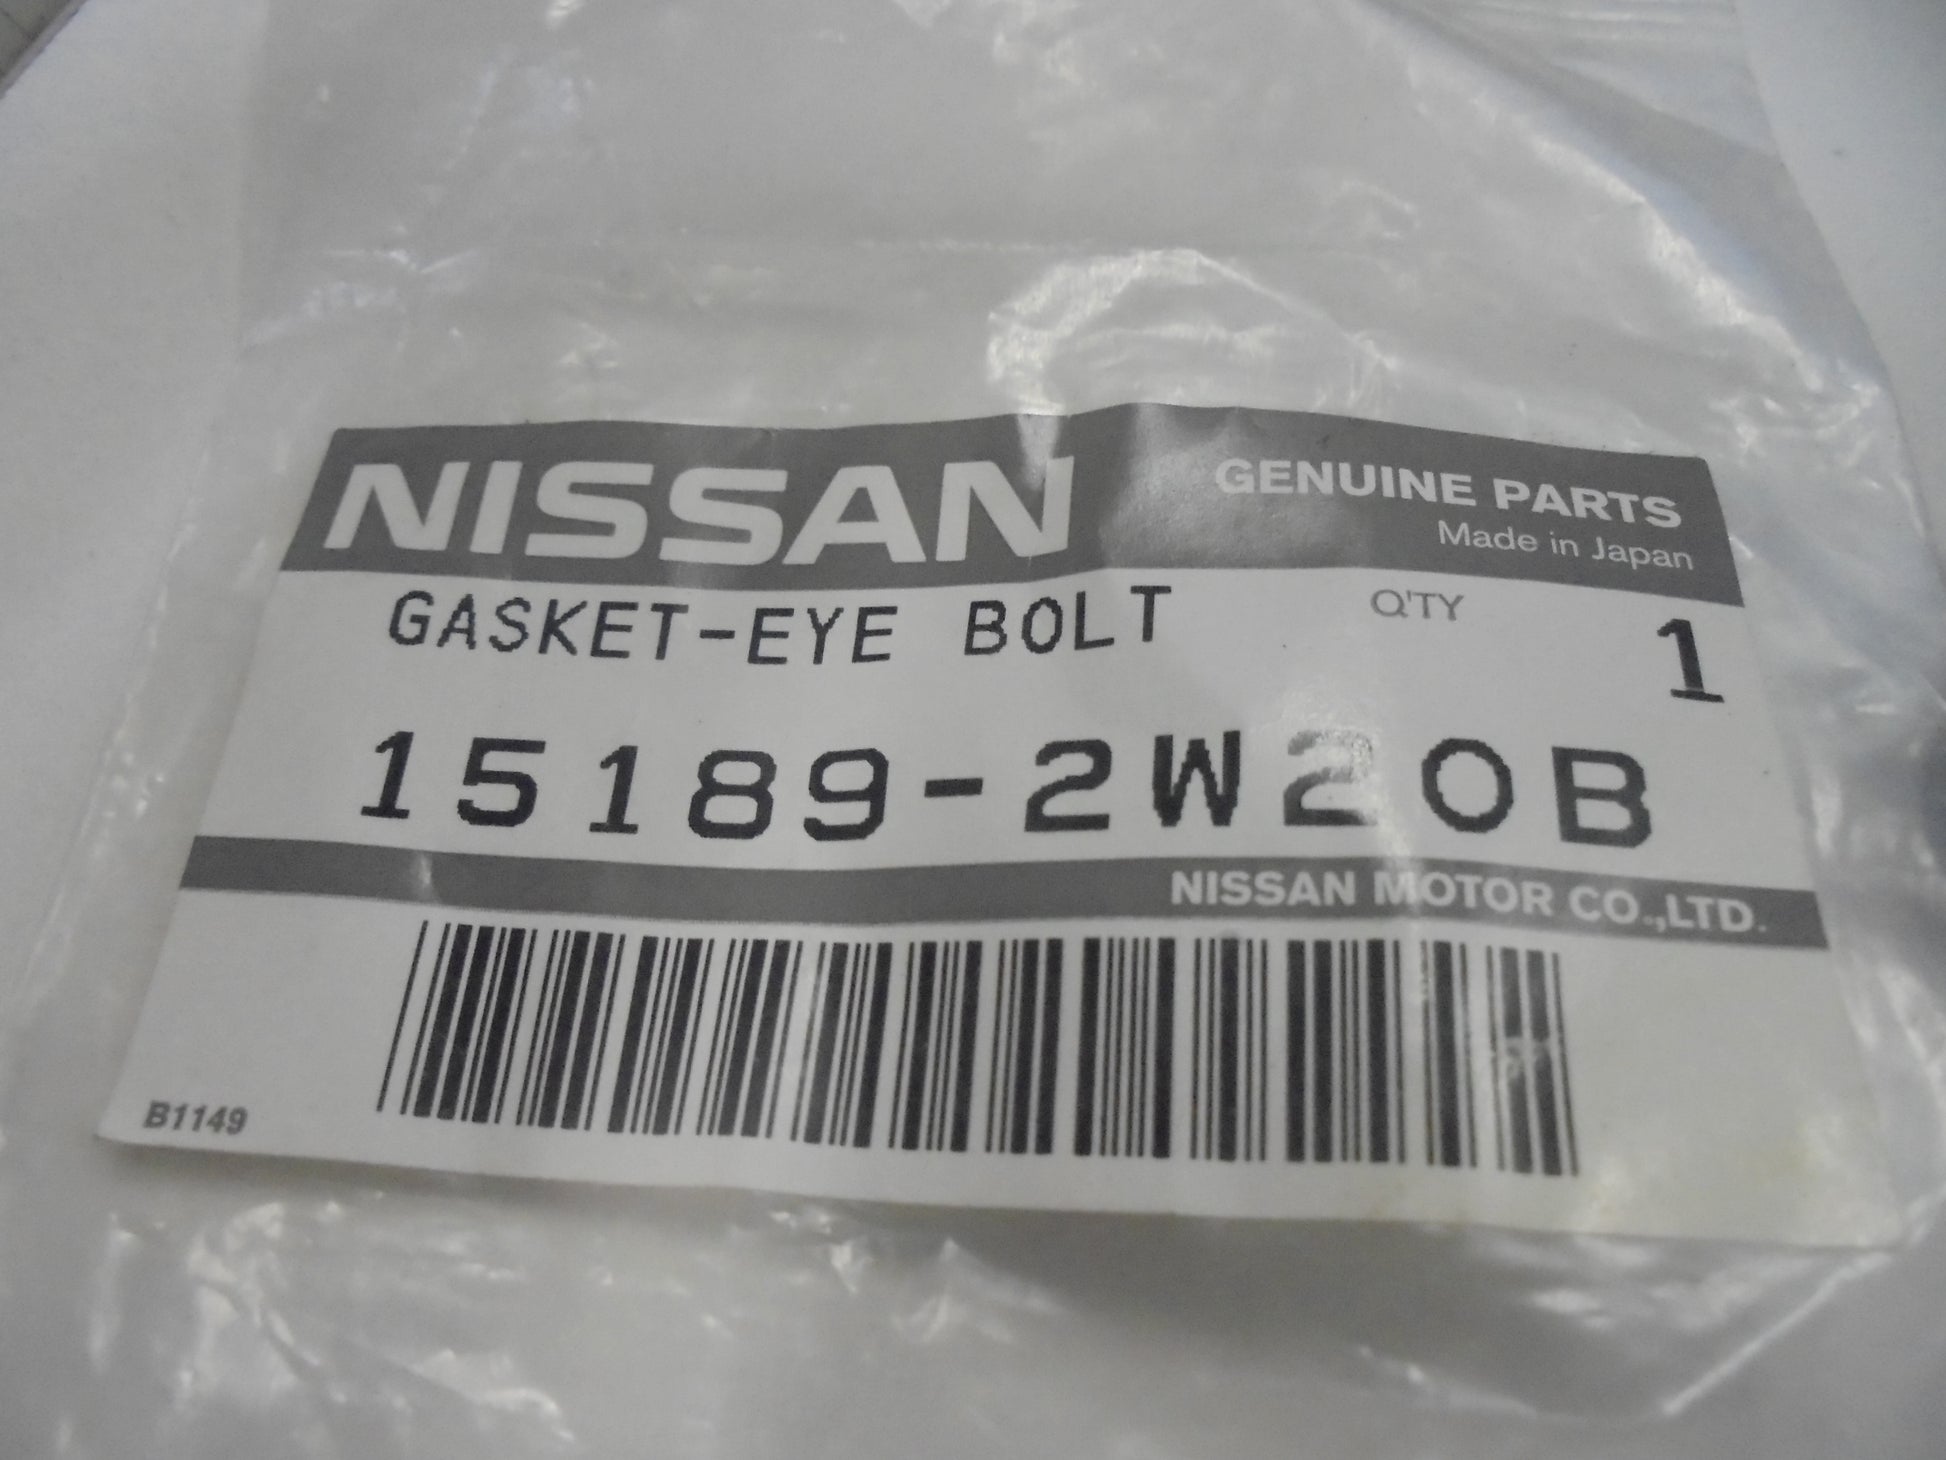 NISSAN
GENUINE PARTS
Made in Japan
GASKET-EYE BOLT
Q'TY
1
15189-2W20B
NISSAN MOTOR CO.,LTD.
B1149